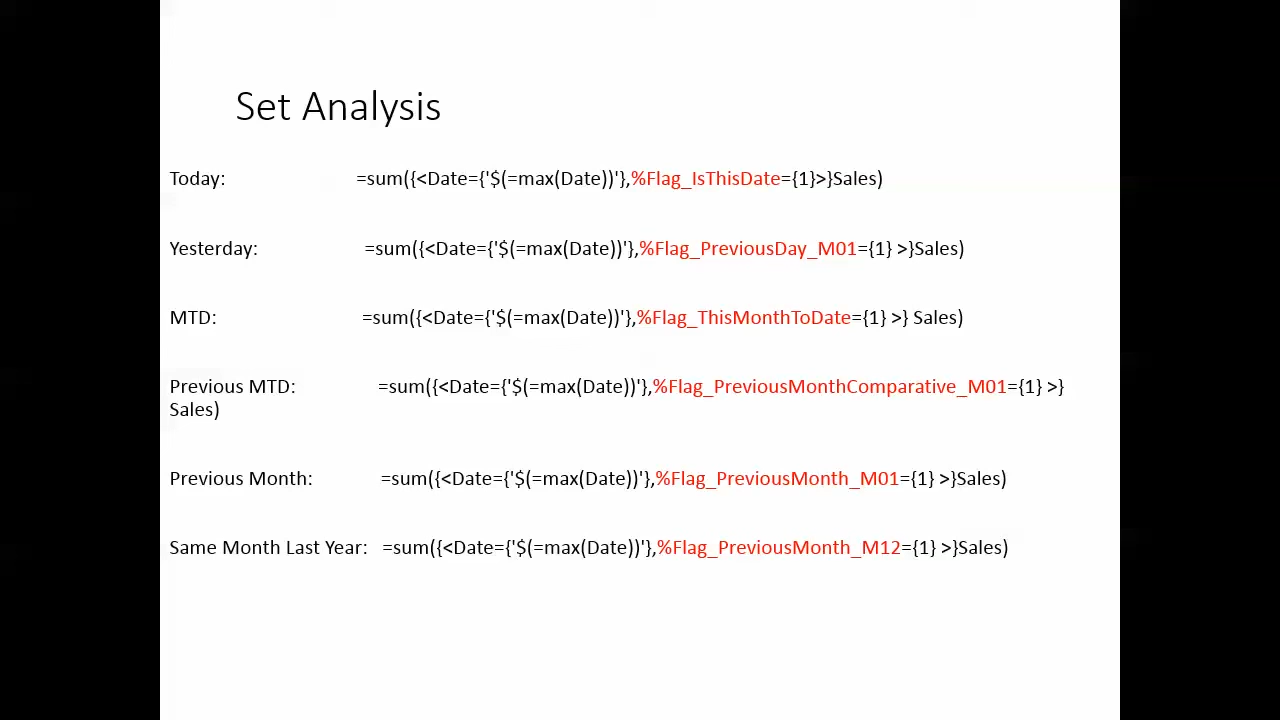 Set Analysis
Today: =sum({<Date={'$(=max(Date))'},%Flag_IsThisDate={1}>}Sales)
Yesterday: =sum({<Date={'$(=max(Date))'},%Flag_PreviousDay_M01={1} >}Sales)
MTD: =sum({<Date={'$(=max(Date))'},%Flag_ThisMonthToDate={1} >} Sales)
Previous MTD: =sum({<Date={'$(=max(Date))'},%Flag_PreviousMonthComparative_M01={1} >}
Sales)
Previous Month: =sum({<Date={'$(=max(Date))'},%Flag_PreviousMonth_M01={1} >}Sales)
Same Month Last Year: =sum({<Date={'$(=max(Date))'},%Flag_PreviousMonth_M12={1} >}Sales)